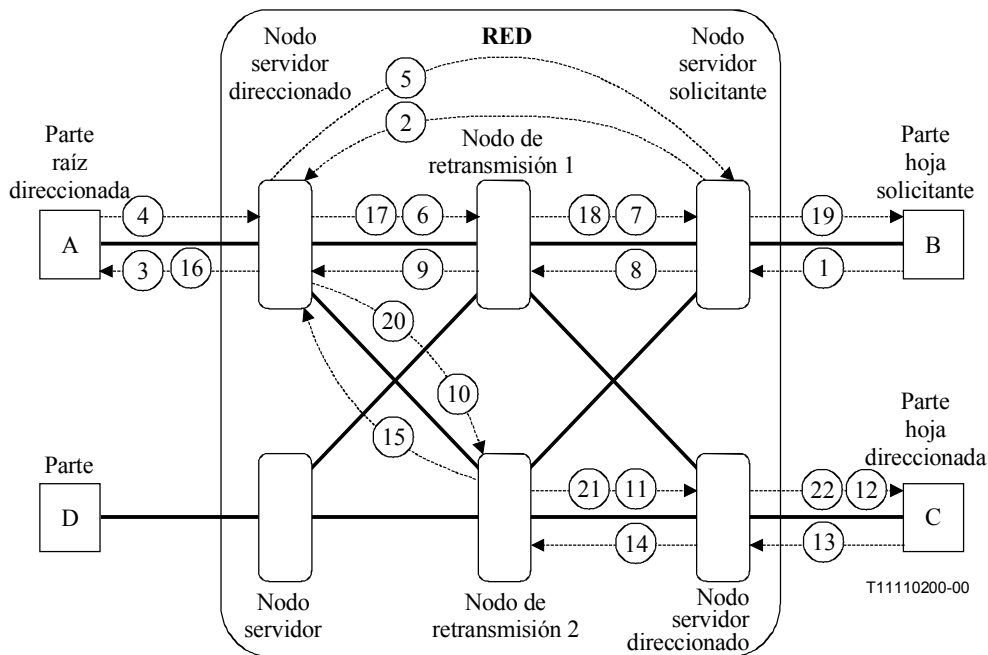 Nodo
servidor
direccionado
RED
Nodo
servidor
solicitante
5
2
Parte
raíz
direccionada
Nodo de
retransmisión 1
Parte
hoja
solicitante
4
17
6
18
7
19
A
B
3
16
9
8
1
20
10
15
Parte
hoja
direccionada
Parte
21
11
22
12
D
C
14
13
T11110200-00
Nodo
servidor
Nodo de
retransmisión 2
Nodo
servidor
direccionado